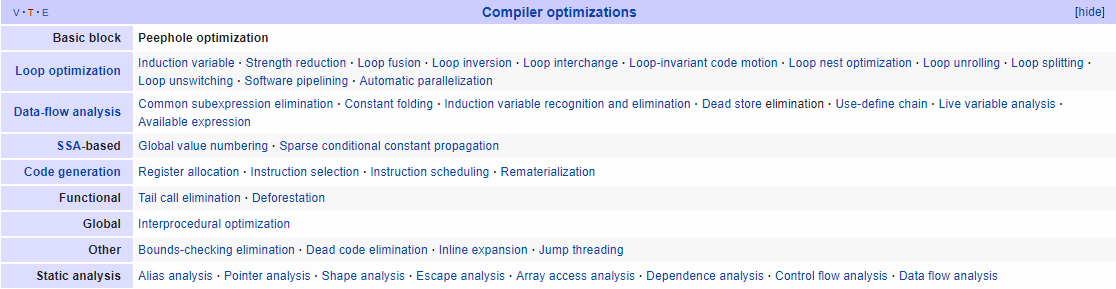 V · T · E Compiler optimizations [hide]
Basic block Peephole optimization
Loop optimization Induction variable · Strength reduction · Loop fusion · Loop inversion · Loop interchange · Loop-invariant code motion · Loop nest optimization · Loop unrolling · Loop splitting ·
Loop unswitching · Software pipelining · Automatic parallelization
Data-flow analysis Common subexpression elimination · Constant folding · Induction variable recognition and elimination · Dead store elimination · Use-define chain · Live variable analysis ·
Available expression
SSA-based Global value numbering · Sparse conditional constant propagation
Code generation Register allocation · Instruction selection · Instruction scheduling · Rematerialization
Functional Tail call elimination · Deforestation
Global Interprocedural optimization
Other Bounds-checking elimination · Dead code elimination · Inline expansion · Jump threading
Static analysis Alias analysis · Pointer analysis · Shape analysis · Escape analysis · Array access analysis · Dependence analysis · Control flow analysis · Data flow analysis